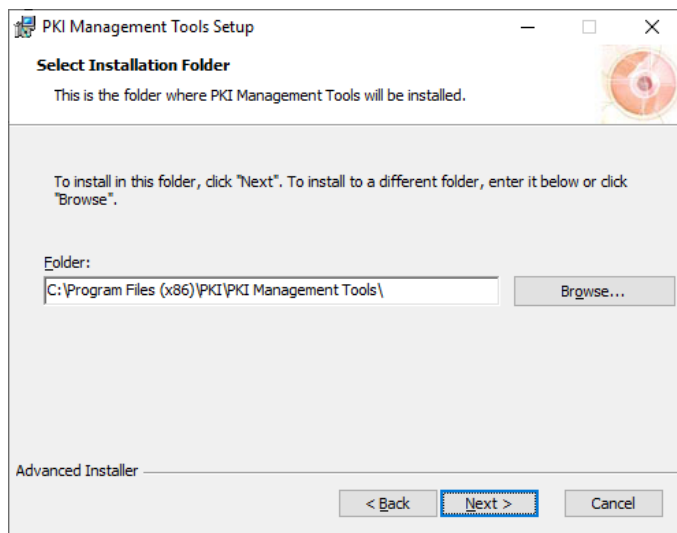 PKI Management Tools Setup
Select Installation Folder
This is the folder where PKI Management Tools will be installed.
To install in this folder, click "Next". To install to a different folder, enter it below or click
"Browse".
Folder:
C:\Program Files (x86)\PKI\PKI Management Tools\
Browse...
Advanced Installer
< Back
Next >
Cancel